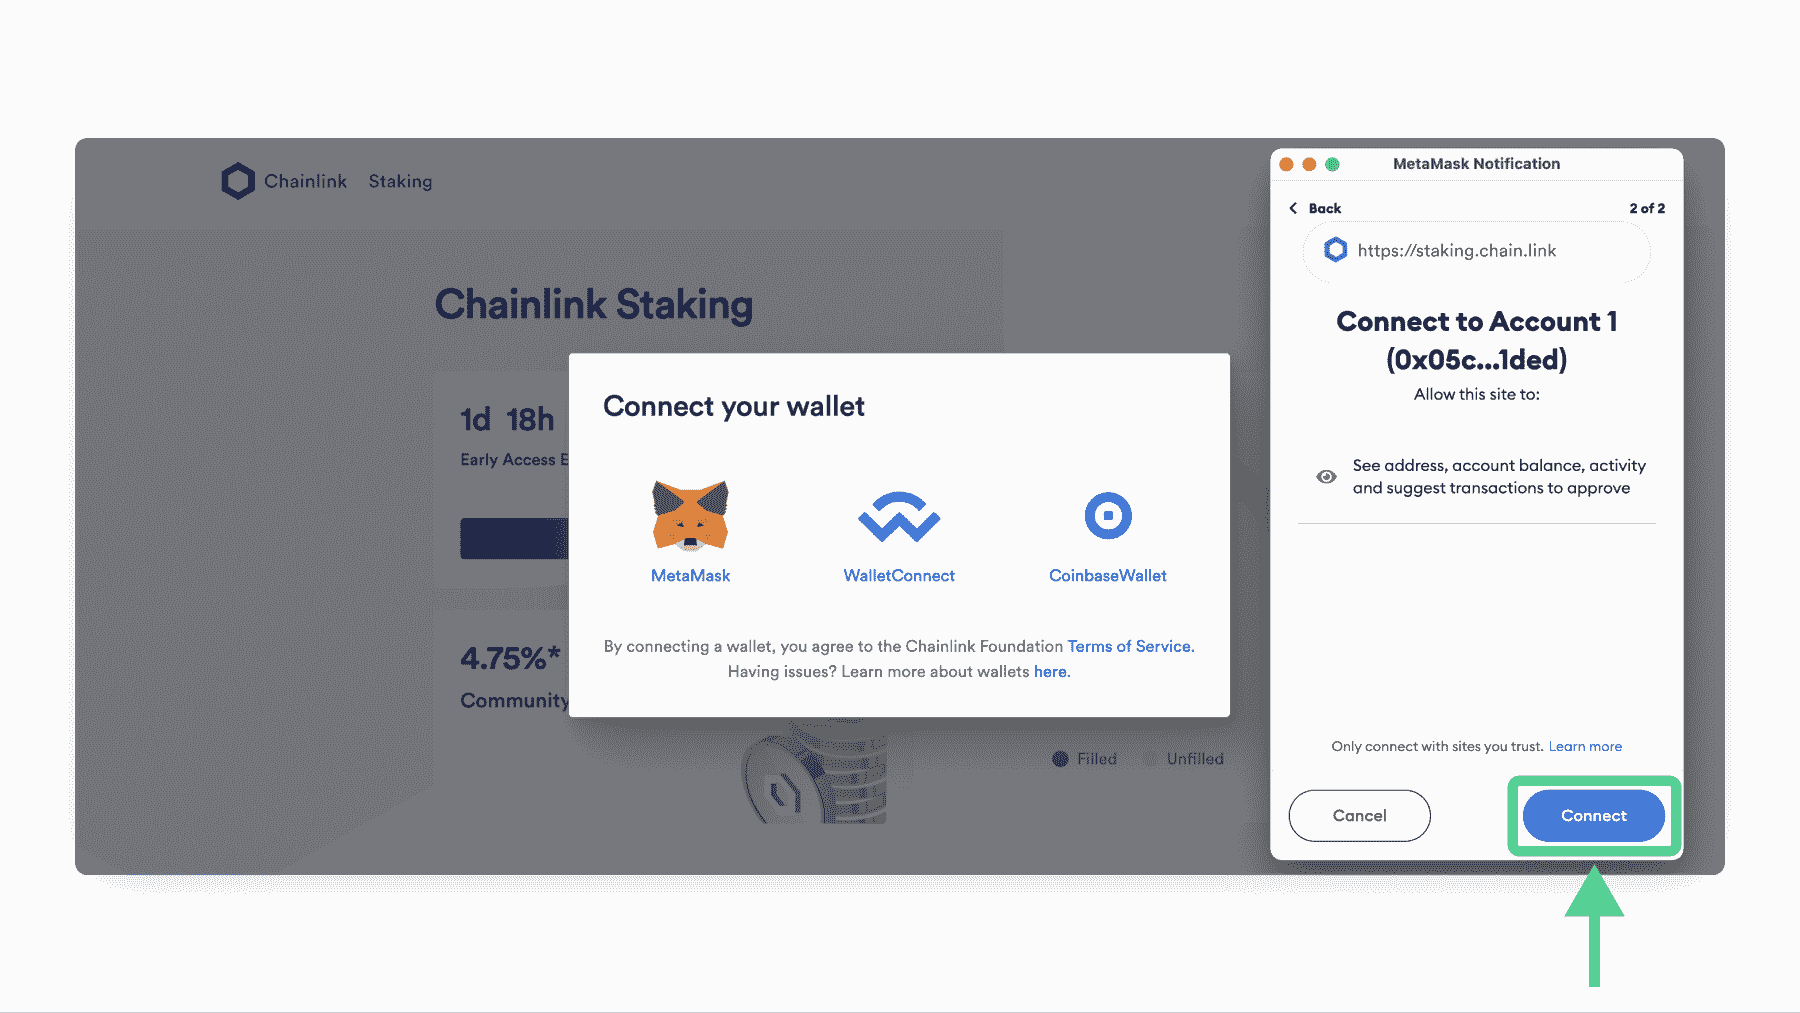 Chainlink Staking
Chainlink Staking
1d 18h
Early Access E
4.75%*
Community
Filled
Unfilled
Connect your wallet
MetaMask
WalletConnect
CoinbaseWallet
By connecting a wallet, you agree to the Chainlink Foundation Terms of Service.
Having issues? Learn more about wallets here.
MetaMask Notification
Back
2 of 2
https://staking.chain.link
Connect to Account 1
(0x05c...1ded)
Allow this site to:
See address, account balance, activity
and suggest transactions to approve
Only connect with sites you trust. Learn more
Cancel
Connect